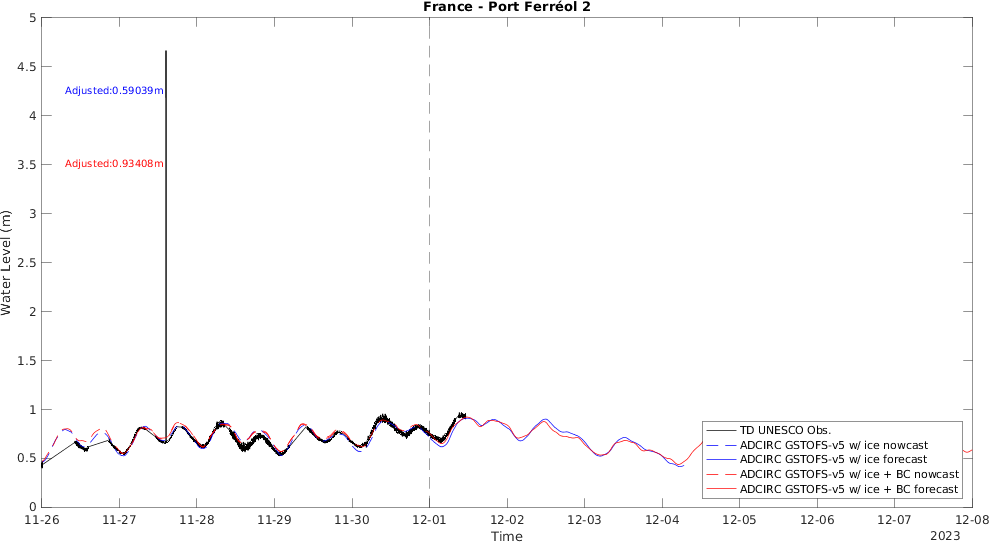 France - Port Ferréol 2
5
4.5
4
3.5
3
2.5
2
1.5
1
0.5
0
Water Level (m)
Adjusted:0.59039m
Adjusted:0.93408m
TD UNESCO Obs.
ADCIRC GSTOFS-v5 w/ ice nowcast
ADCIRC GSTOFS-v5 w/ ice forecast
ADCIRC GSTOFS-v5 w/ ice + BC nowcast
ADCIRC GSTOFS-v5 w/ ice + BC forecast
11-26 11-27 11-28 11-29 11-30 12-01 12-02 12-03 12-04 12-05 12-06 12-07 12-08
Time
2023